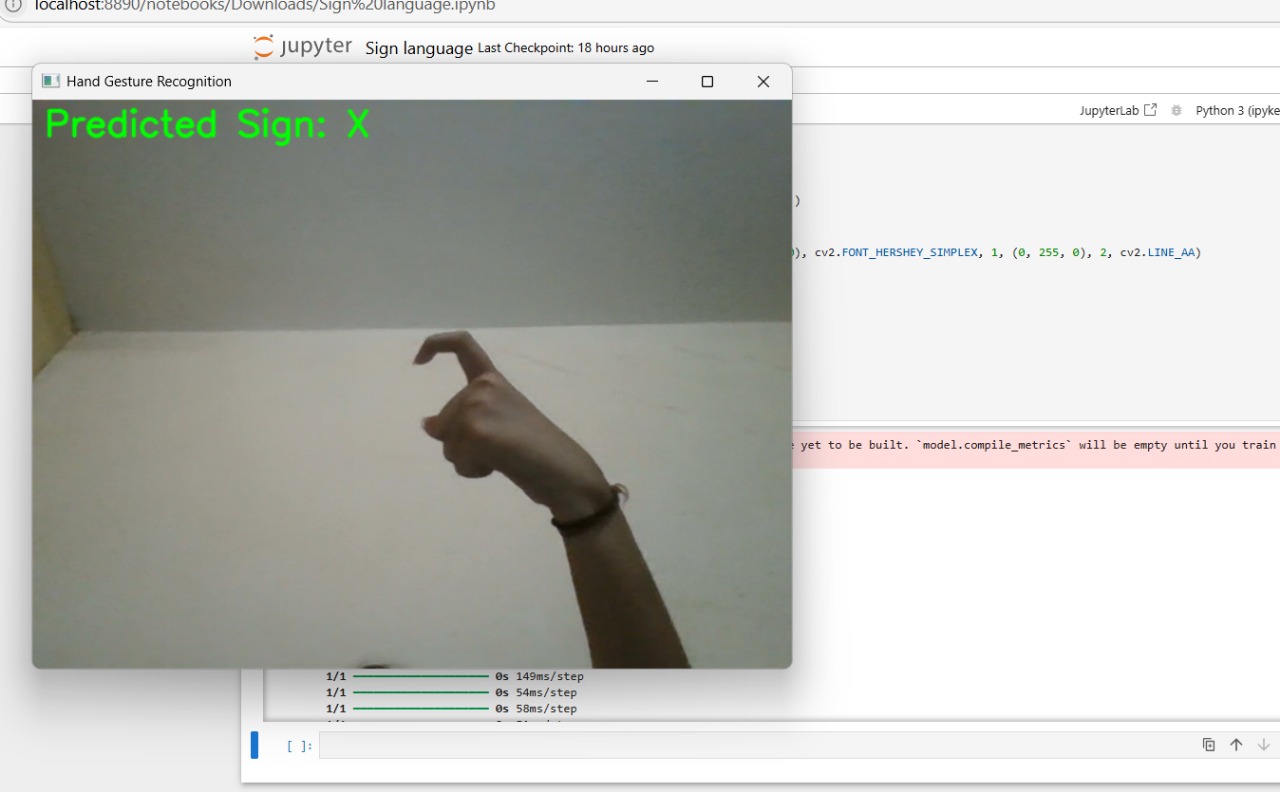 localhost:8890/notebooks/Downloads/Sign%20language.ipynb
jupyter Sign language Last Checkpoint: 18 hours ago
Hand Gesture Recognition
Predicted Sign: X
JupyterLab Python 3 (ipyke
)
), cv2.FONT_HERSHEY_SIMPLEX, 1, (0, 255, 0), 2, cv2.LINE_AA)
yet to be built. `model.compile_metrics` will be empty until you train
1/1 0s 149ms/step
1/1 0s 54ms/step
1/1 0s 58ms/step
[ ]: